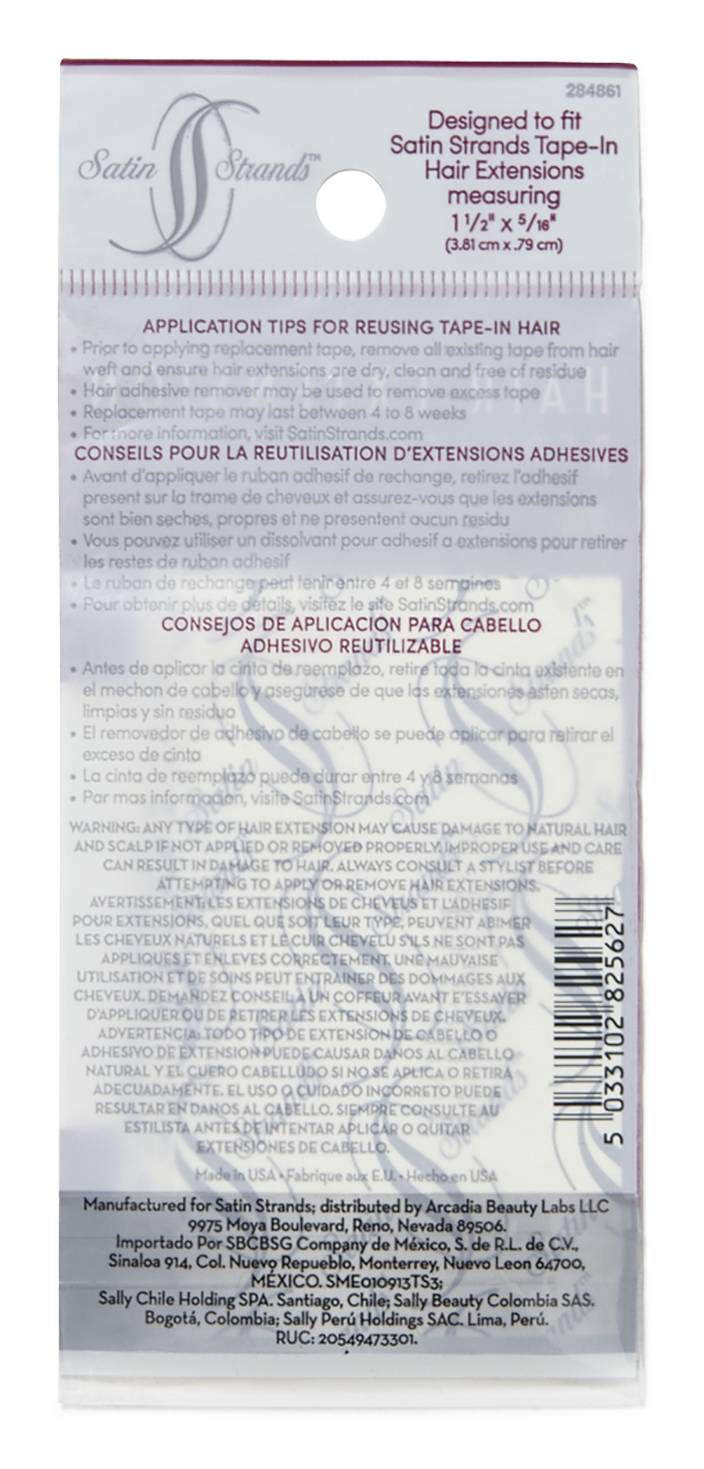 284861
Satin Strands™
Designed to fit
Satin Strands Tape-In
Hair Extensions
measuring
1 1/2" x 5/16"
(3.81 cm x .79 cm)
APPLICATION TIPS FOR REUSING TAPE-IN HAIR
• Prior to applying replacement tape, remove all existing tape from hair
weft and ensure hair extensions are dry, clean and free of residue
• Hair adhesive remover may be used to remove excess tape
• Replacement tape may last between 4 to 8 weeks
• For more information, visit SatinStrands.com
CONSEILS POUR LA REUTILISATION D'EXTENSIONS ADHESIVES
• Avant d'appliquer le ruban adhesif de rechange, retirez l'adhesif
present sur la trame de cheveux et assurez-vous que les extensions
sont bien seches, propres et ne presentent aucun residu
• Vous pouvez utiliser un dissolvant pour adhesif a extensions pour retirer
les restes de ruban adhesif
• Le ruban de rechange peut tenir entre 4 et 8 semaines
• Pour obtenir plus de details, visitez le site SatinStrands.com
CONSEJOS DE APLICACION PARA CABELLO
ADHESIVO REUTILIZABLE
• Antes de aplicar la cinta de reemplazo, retire toda la cinta existente en
el mechon de cabello y asegurese de que las extensiones esten secas,
limpias y sin residuo
• El removedor de adhesivo de cabello se puede aplicar para retirar el
exceso de cinta
• La cinta de reemplazo puede durar entre 4 y 8 semanas
• Par mas informacion, visite SatinStrands.com
WARNING: ANY TYPE OF HAIR EXTENSION MAY CAUSE DAMAGE TO NATURAL HAIR
AND SCALP IF NOT APPLIED OR REMOVED PROPERLY. IMPROPER USE AND CARE
CAN RESULT IN DAMAGE TO HAIR. ALWAYS CONSULT A STYLIST BEFORE
ATTEMPTING TO APPLY OR REMOVE HAIR EXTENSIONS.
AVERTISSEMENT: LES EXTENSIONS DE CHEVEUS ET L'ADHESIF
POUR EXTENSIONS, QUEL QUE SOIT LEUR TYPE, PEUVENT ABIMER
LES CHEVEUX NATURELS ET LE CUIR CHEVELU S'ILS NE SONT PAS
APPLIQUES ET ENLEVES CORRECTEMENT. UNE MAUVAISE
UTILISATION ET DE SOINS PEUT ENTRAINER DES DOMMAGES AUX
CHEVEUX. DEMANDEZ CONSEIL A UN COFFEUR AVANT E'ESSAYER
D'APPLIQUER OU DE RETIRER LES EXTENSIONS DE CHEVEUX.
ADVERTENCIA: TODO TIPO DE EXTENSION DE CABELLO O
ADHESIVO DE EXTENSION PUEDE CAUSAR DANOS AL CABELLO
NATURAL Y EL CUERO CABELLUDO SI NO SE APLICA O RETIRA
ADECUADAMENTE. EL USO O CUIDADO INCORRETO PUEDE
RESULTAR EN DANOS AL CABELLO. SIEMPRE CONSULTE AU
ESTILISTA ANTES DE INTENTAR APLICAR O QUITAR
EXTENSIONES DE CABELLO.
5 033102 825627
Made in USA • Fabrique aux E.U. • Hecho en USA
Manufactured for Satin Strands; distributed by Arcadia Beauty Labs LLC
9975 Moya Boulevard, Reno, Nevada 89506.
Importado Por SBCBSG Company de México, S. de R.L. de C.V.,
Sinaloa 914, Col. Nuevo Repueblo, Monterrey, Nuevo Leon 64700,
MÉXICO. SME010913TS3;
Sally Chile Holding SPA. Santiago, Chile; Sally Beauty Colombia SAS.
Bogotá, Colombia; Sally Perú Holdings SAC. Lima, Perú.
RUC: 20549473301.